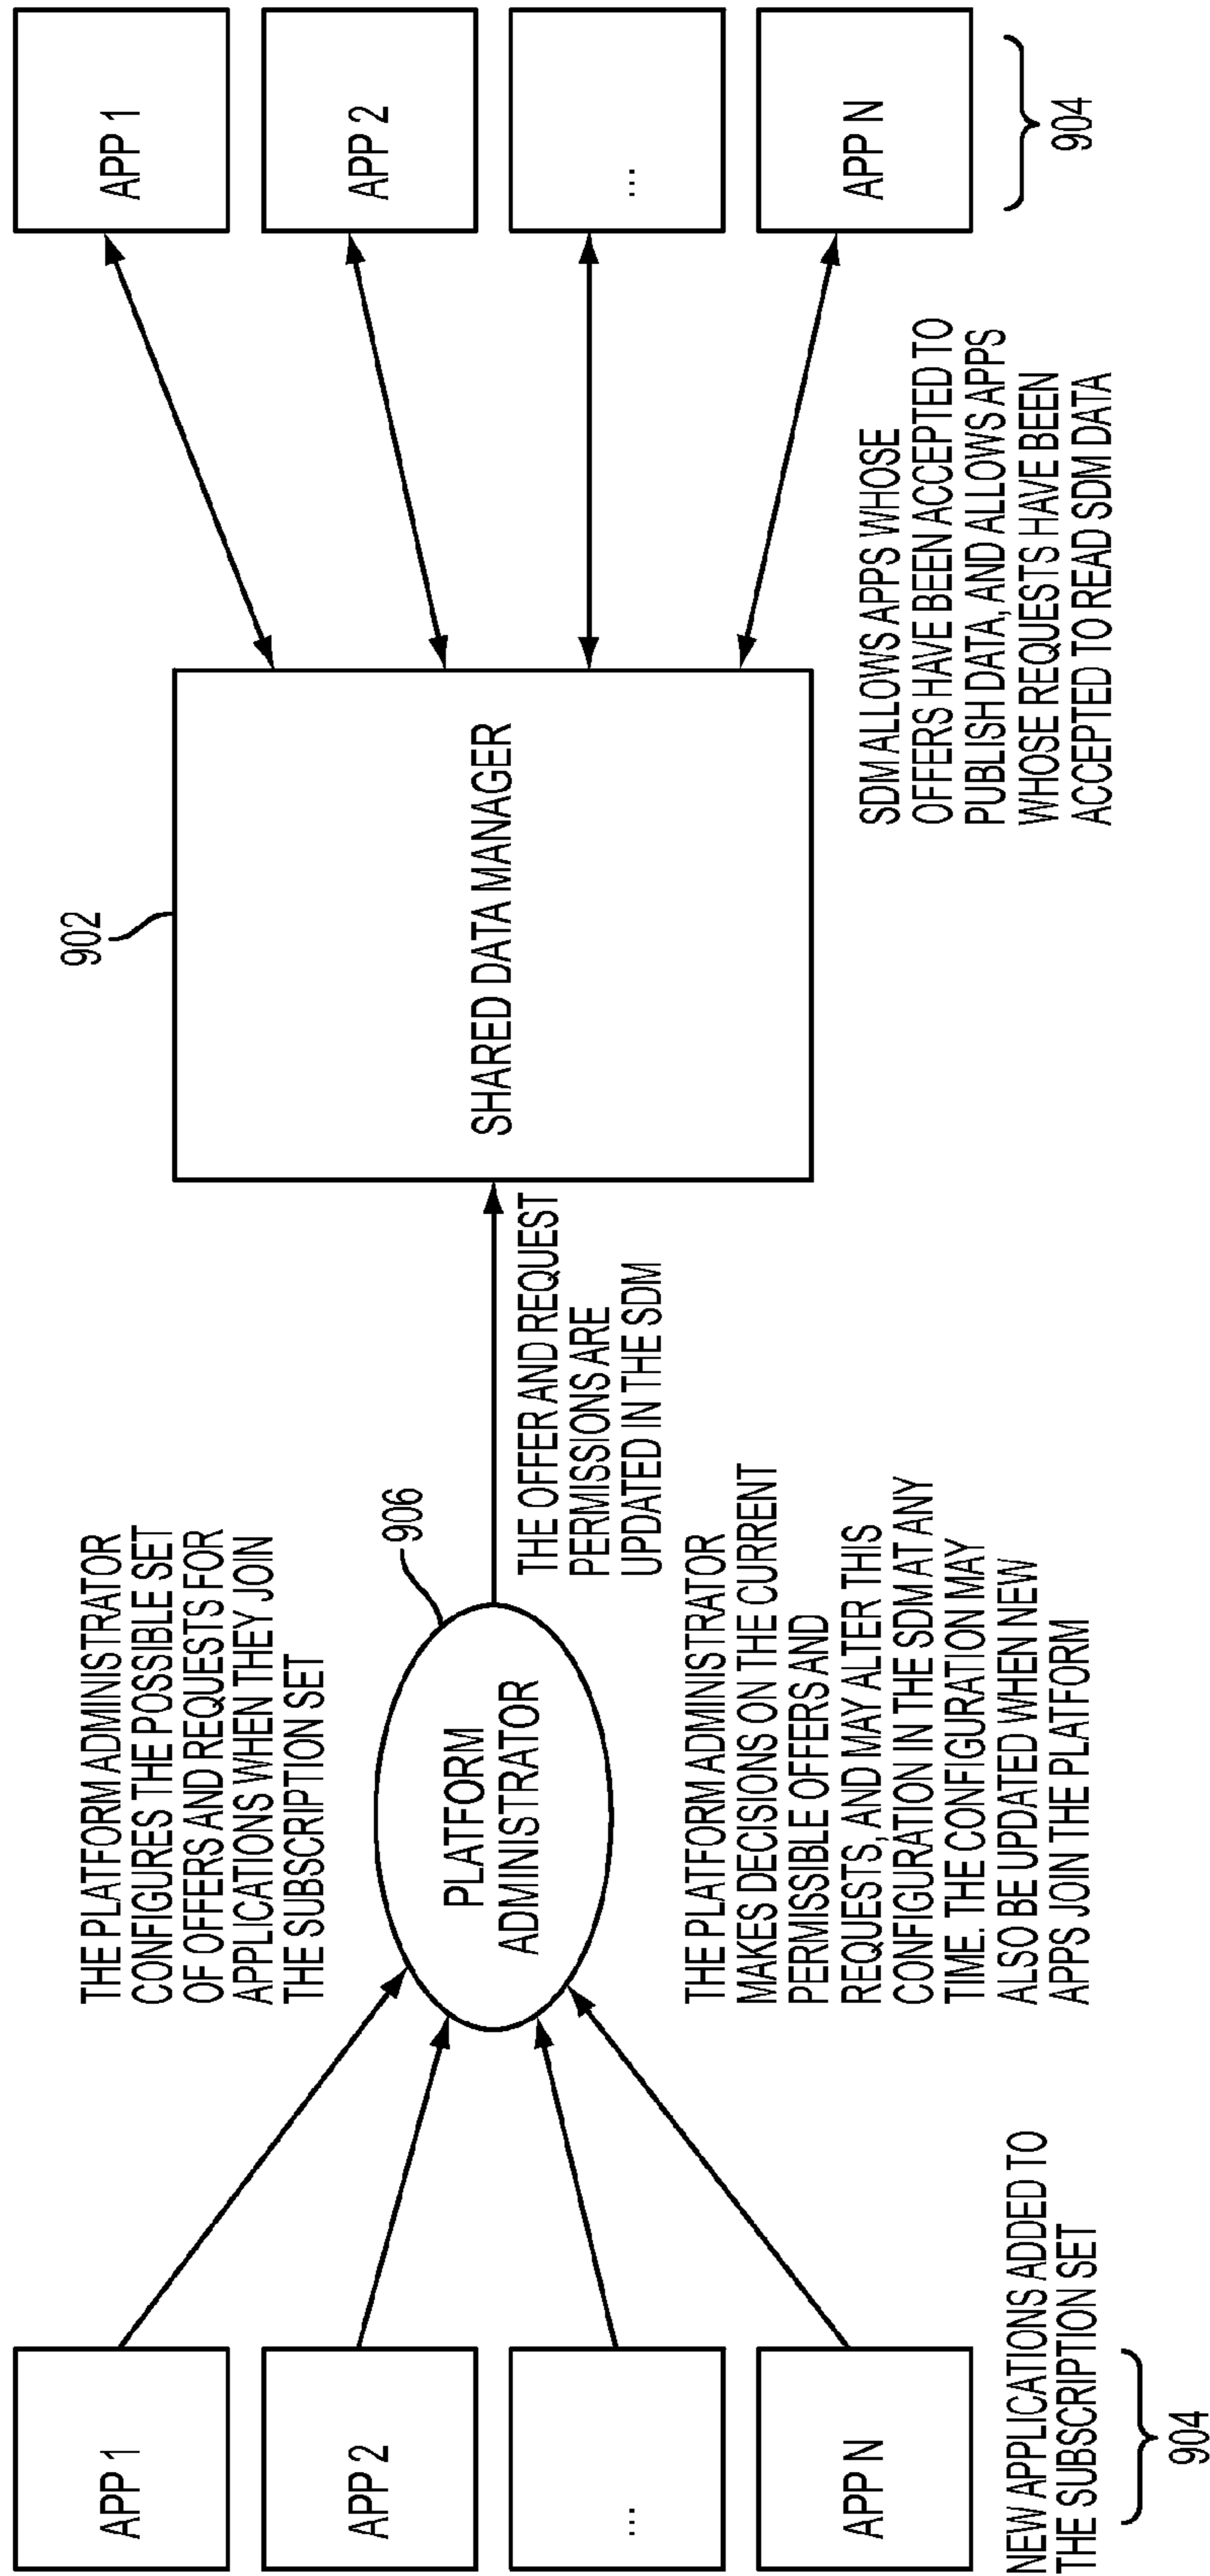 APP 1
APP 2
...
APP N
NEW APPLICATIONS ADDED TO
THE SUBSCRIPTION SET
904
THE PLATFORM ADMINISTRATOR
CONFIGURES THE POSSIBLE SET
OF OFFERS AND REQUESTS FOR
APPLICATIONS WHEN THEY JOIN
THE SUBSCRIPTION SET
906
PLATFORM
ADMINISTRATOR
THE PLATFORM ADMINISTRATOR
MAKES DECISIONS ON THE CURRENT
PERMISSIBLE OFFERS AND
REQUESTS, AND MAY ALTER THIS
CONFIGURATION IN THE SDM AT ANY
TIME. THE CONFIGURATION MAY
ALSO BE UPDATED WHEN NEW
APPS JOIN THE PLATFORM
THE OFFER AND REQUEST
PERMISSIONS ARE
UPDATED IN THE SDM
902
SHARED DATA MANAGER
SDM ALLOWS APPS WHOSE
OFFERS HAVE BEEN ACCEPTED TO
PUBLISH DATA, AND ALLOWS APPS
WHOSE REQUESTS HAVE BEEN
ACCEPTED TO READ SDM DATA
APP 1
APP 2
...
APP N
904